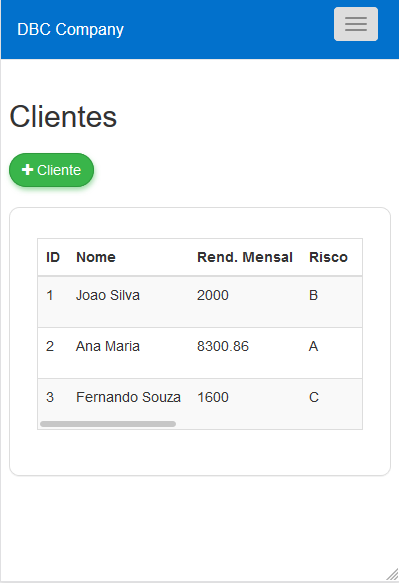 DBC Company
Clientes
+ Cliente
ID Nome Rend. Mensal Risco
1 Joao Silva 2000 B
2 Ana Maria 8300.86 A
3 Fernando Souza 1600 C